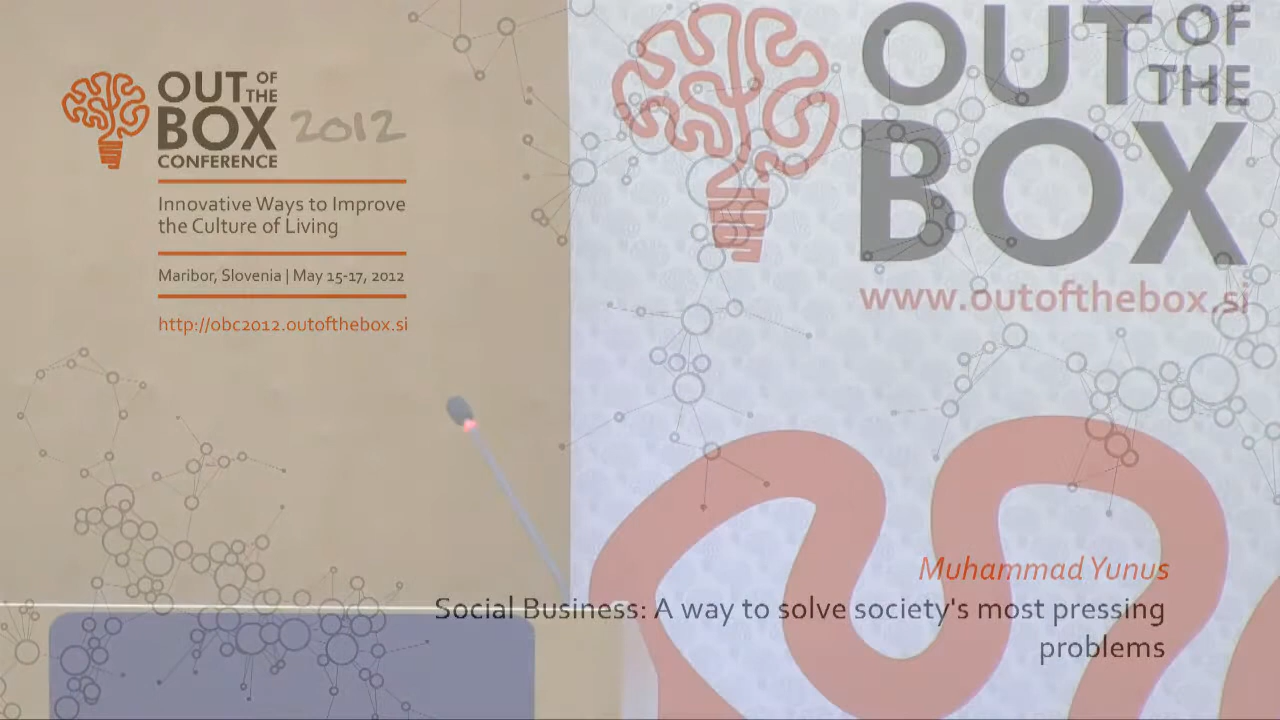 OUT OF THE
BOX
CONFERENCE
2012
Innovative Ways to Improve
the Culture of Living
Maribor, Slovenia | May 15-17, 2012
http://obc2012.outofthebox.si
OUT OF THE
BOX
www.outofthebox.si
Muhammad Yunus
Social Business: A way to solve society's most pressing
problems